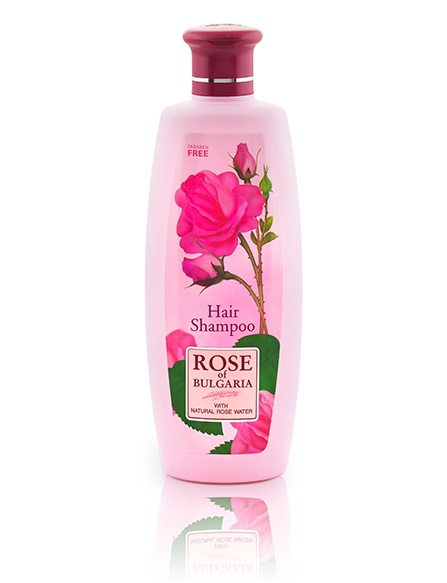 PARABEN
FREE
Hair
Shampoo
ROSE
of
BULGARIA
WITH
NATURAL ROSE WATER